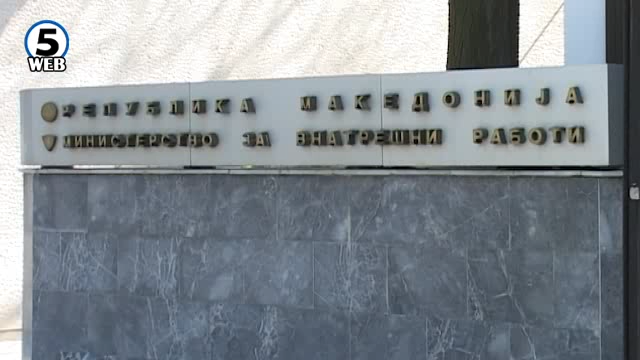 5
WEB
РЕПУБЛИКА МАКЕДОНИЈА
МИНИСТЕРСТВО ЗА ВНАТРЕШНИ РАБОТИ